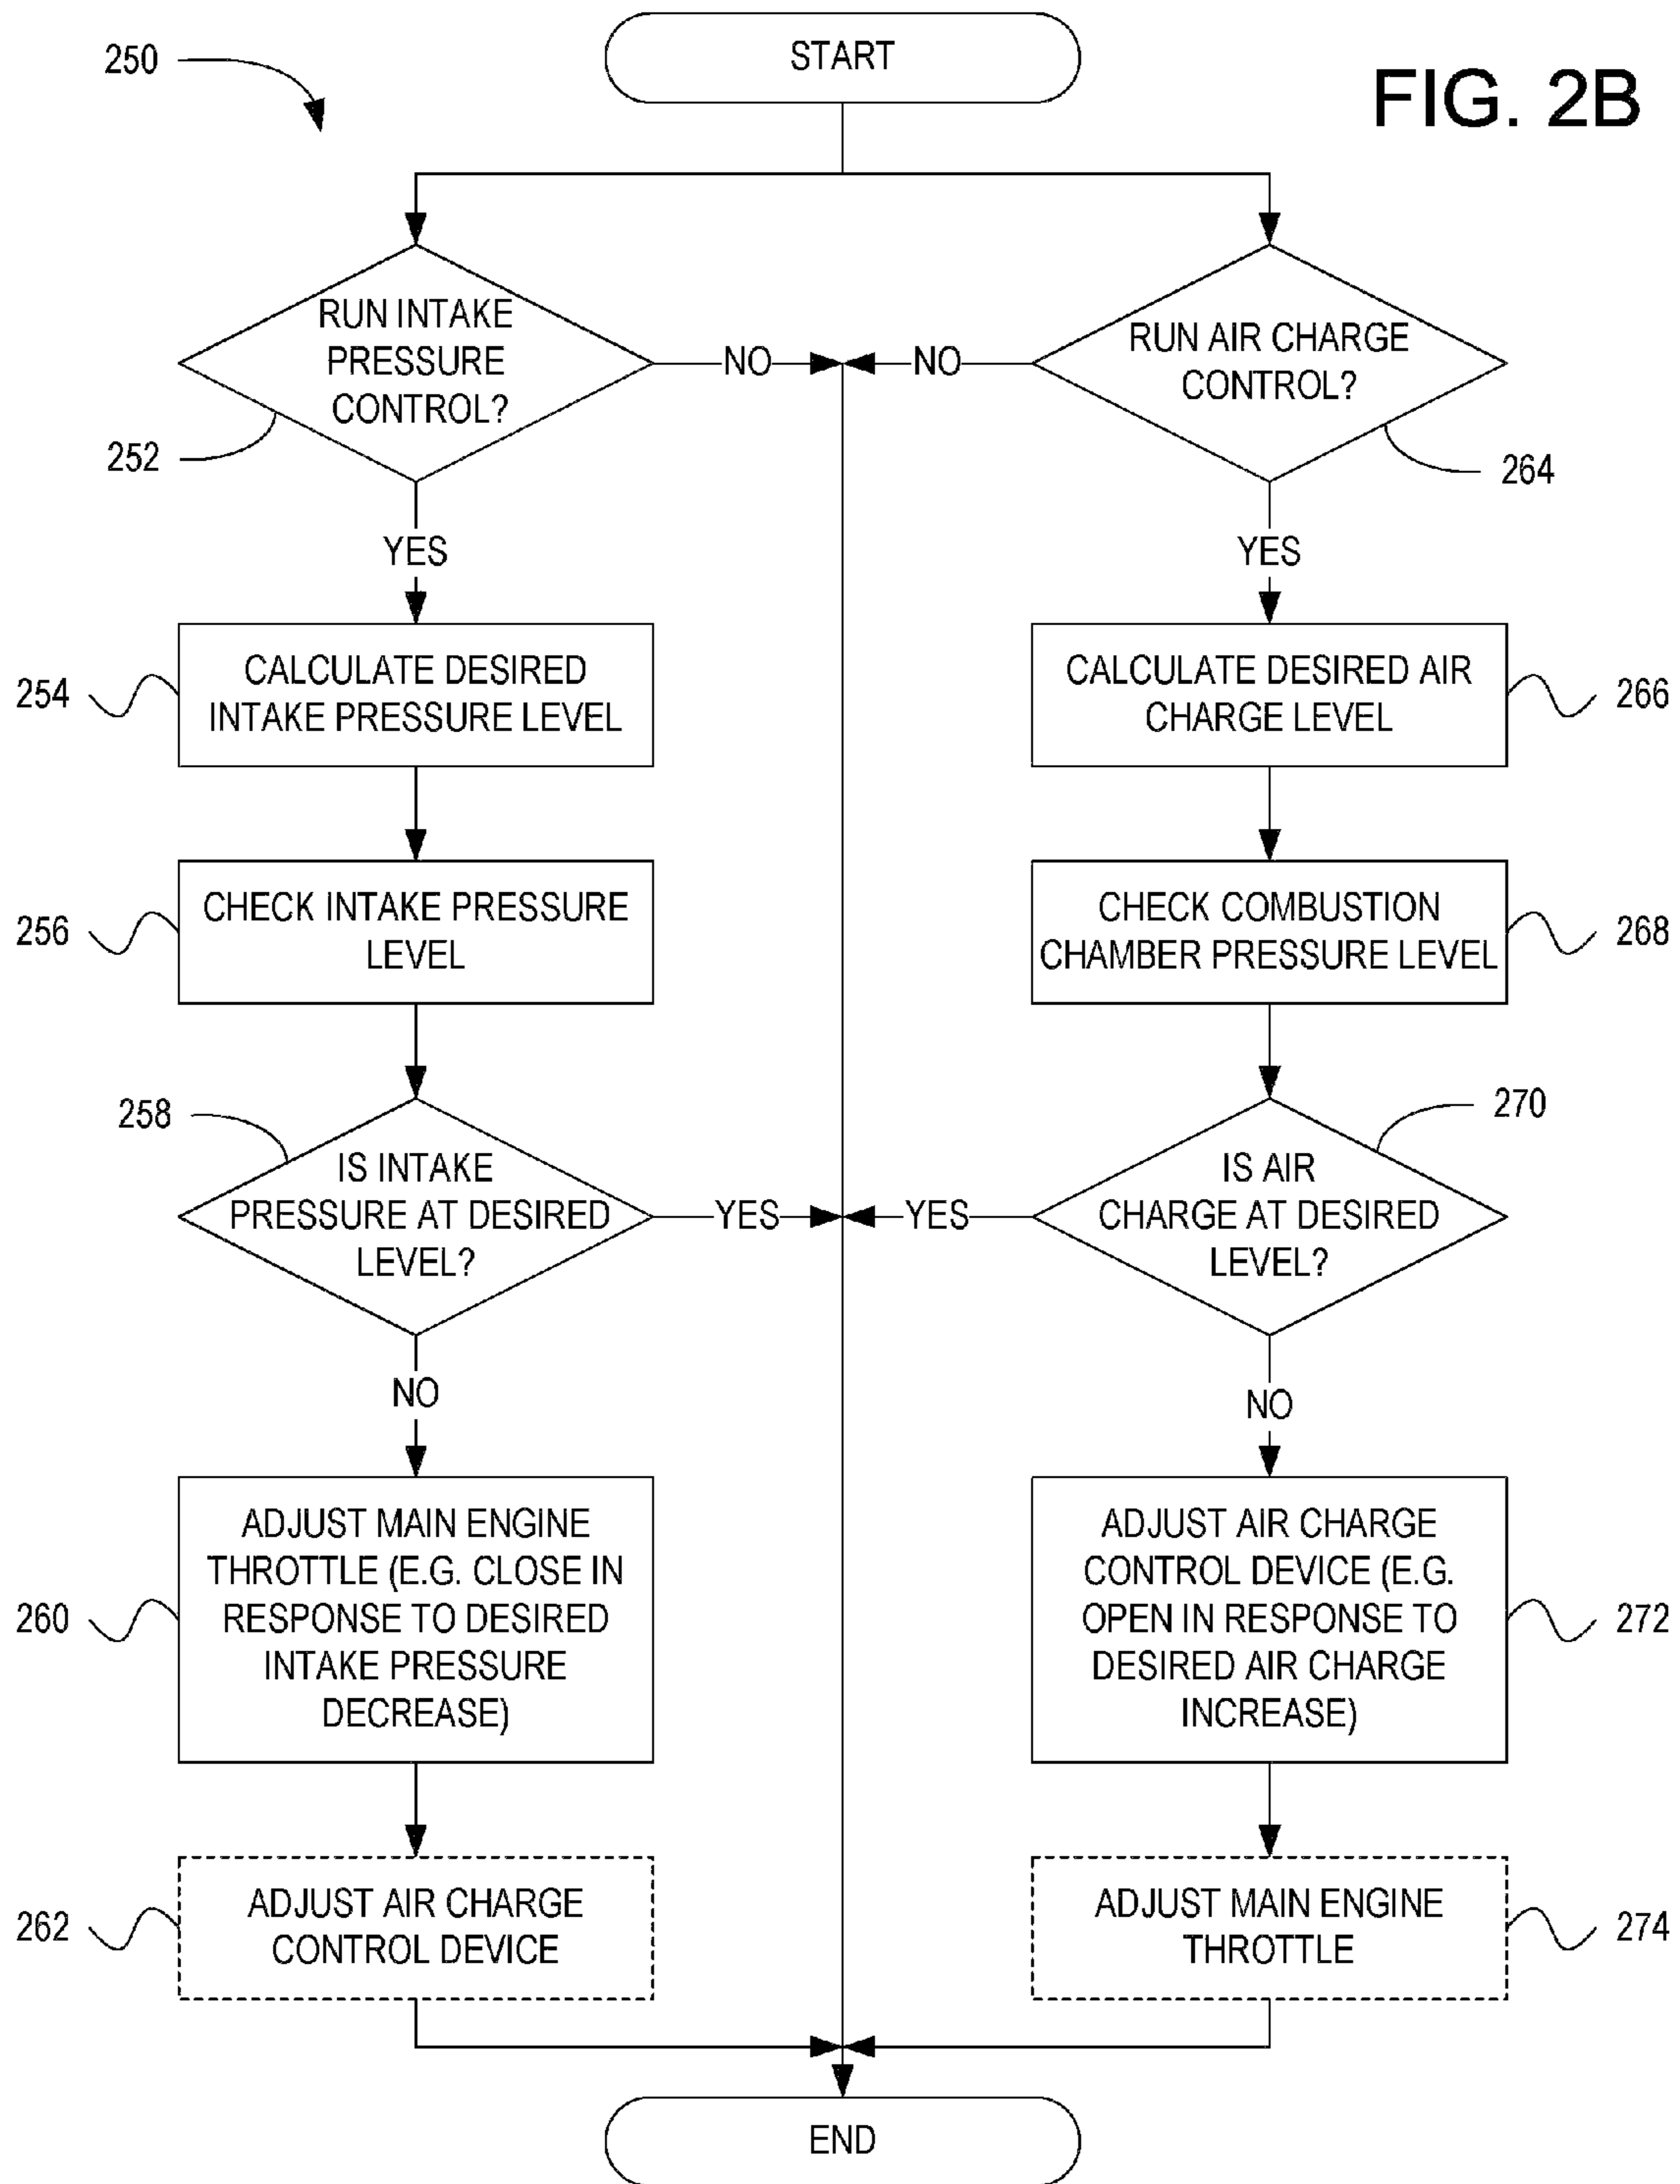 250
START
FIG. 2B
RUN INTAKE
PRESSURE
CONTROL?
252
NO
NO
RUN AIR CHARGE
CONTROL?
264
YES
YES
254
CALCULATE DESIRED
INTAKE PRESSURE LEVEL
CALCULATE DESIRED AIR
CHARGE LEVEL
266
256
CHECK INTAKE PRESSURE
LEVEL
CHECK COMBUSTION
CHAMBER PRESSURE LEVEL
268
258
IS INTAKE
PRESSURE AT DESIRED
LEVEL?
YES
YES
270
IS AIR
CHARGE AT DESIRED
LEVEL?
NO
NO
260
ADJUST MAIN ENGINE
THROTTLE (E.G. CLOSE IN
RESPONSE TO DESIRED
INTAKE PRESSURE
DECREASE)
ADJUST AIR CHARGE
CONTROL DEVICE (E.G.
OPEN IN RESPONSE TO
DESIRED AIR CHARGE
INCREASE)
272
262
ADJUST AIR CHARGE
CONTROL DEVICE
ADJUST MAIN ENGINE
THROTTLE
274
END